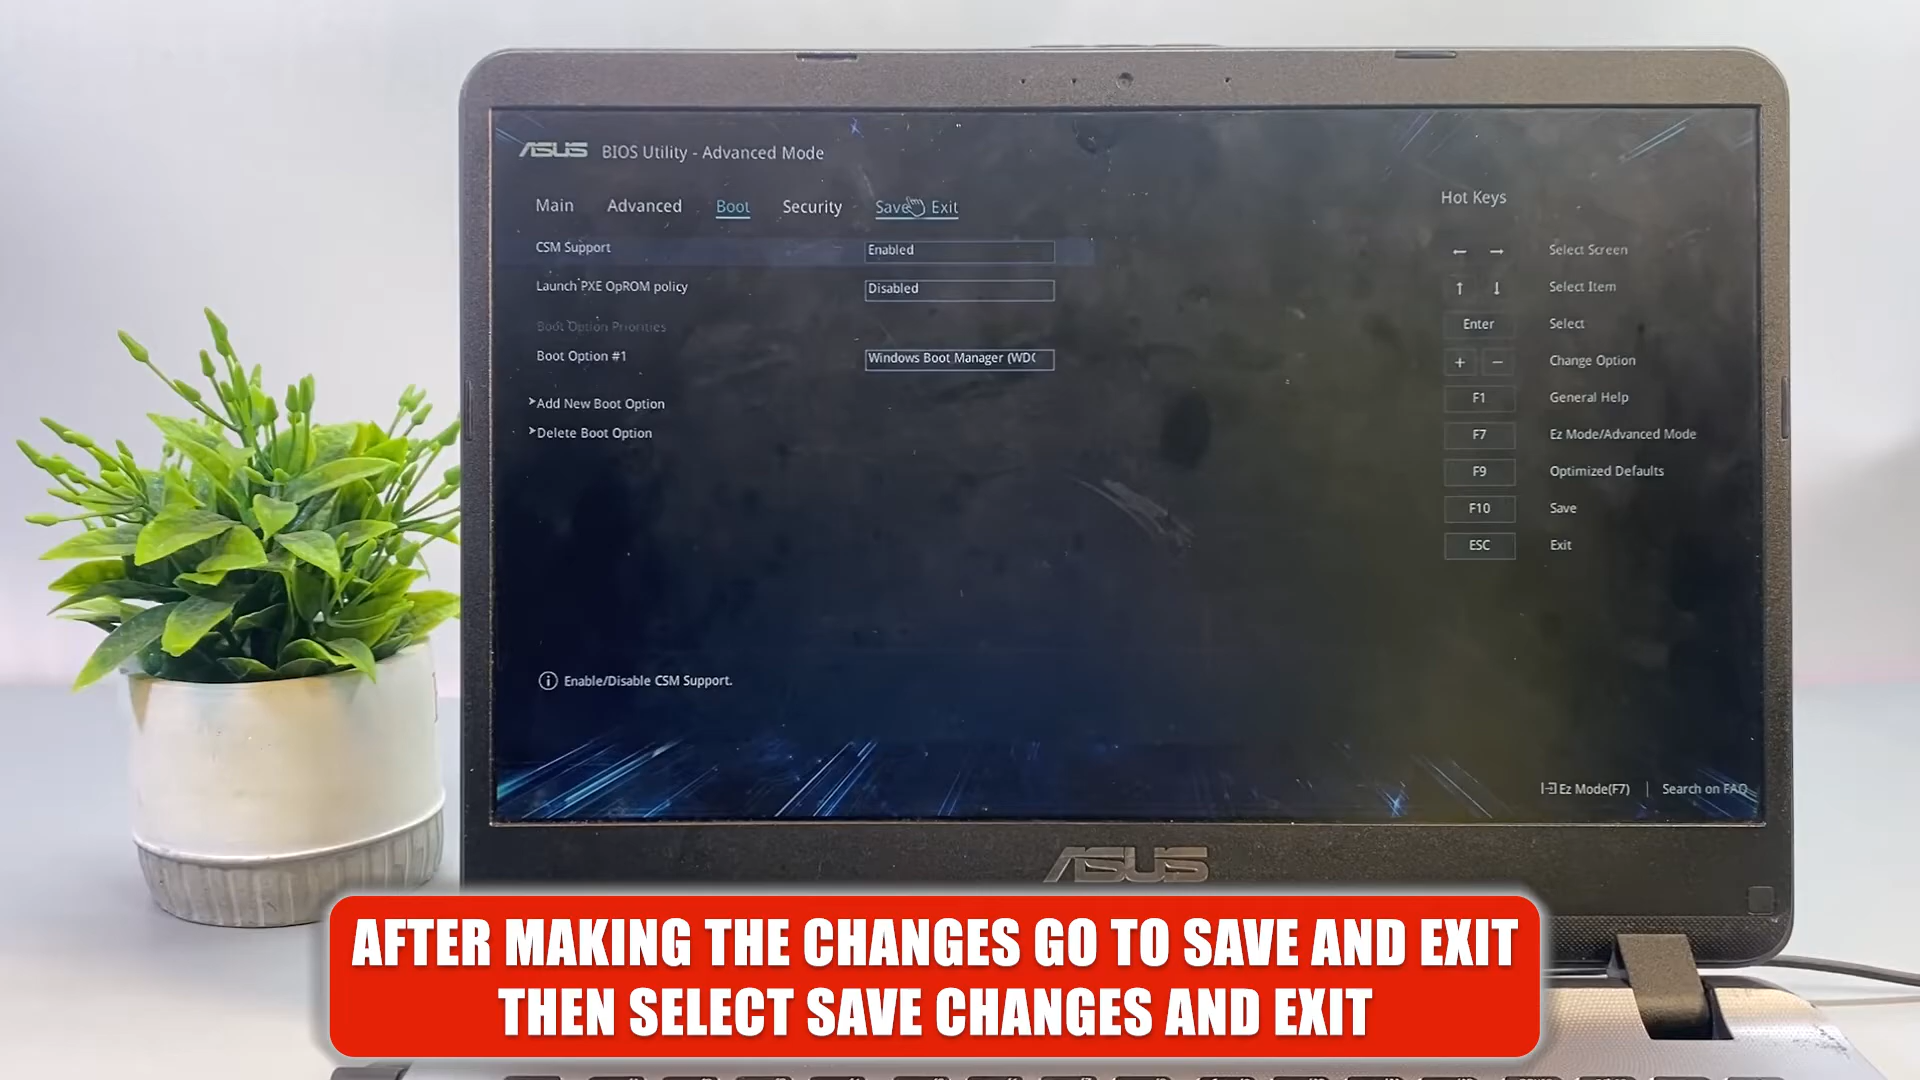 ASUS BIOS Utility - Advanced Mode
Main Advanced Boot Security Save Exit
Hot Keys
CSM Support Enabled
Launch PXE OpROM policy Disabled
Boot Option Priorities
Boot Option #1 Windows Boot Manager (WDC
Add New Boot Option
Delete Boot Option
← → Select Screen
↑ ↓ Select Item
Enter Select
+ - Change Option
F1 General Help
F7 Ez Mode/Advanced Mode
F9 Optimized Defaults
F10 Save
ESC Exit
Enable/Disable CSM Support.
Ez Mode(F7) | Search on FAQ
ASUS
AFTER MAKING THE CHANGES GO TO SAVE AND EXIT
THEN SELECT SAVE CHANGES AND EXIT